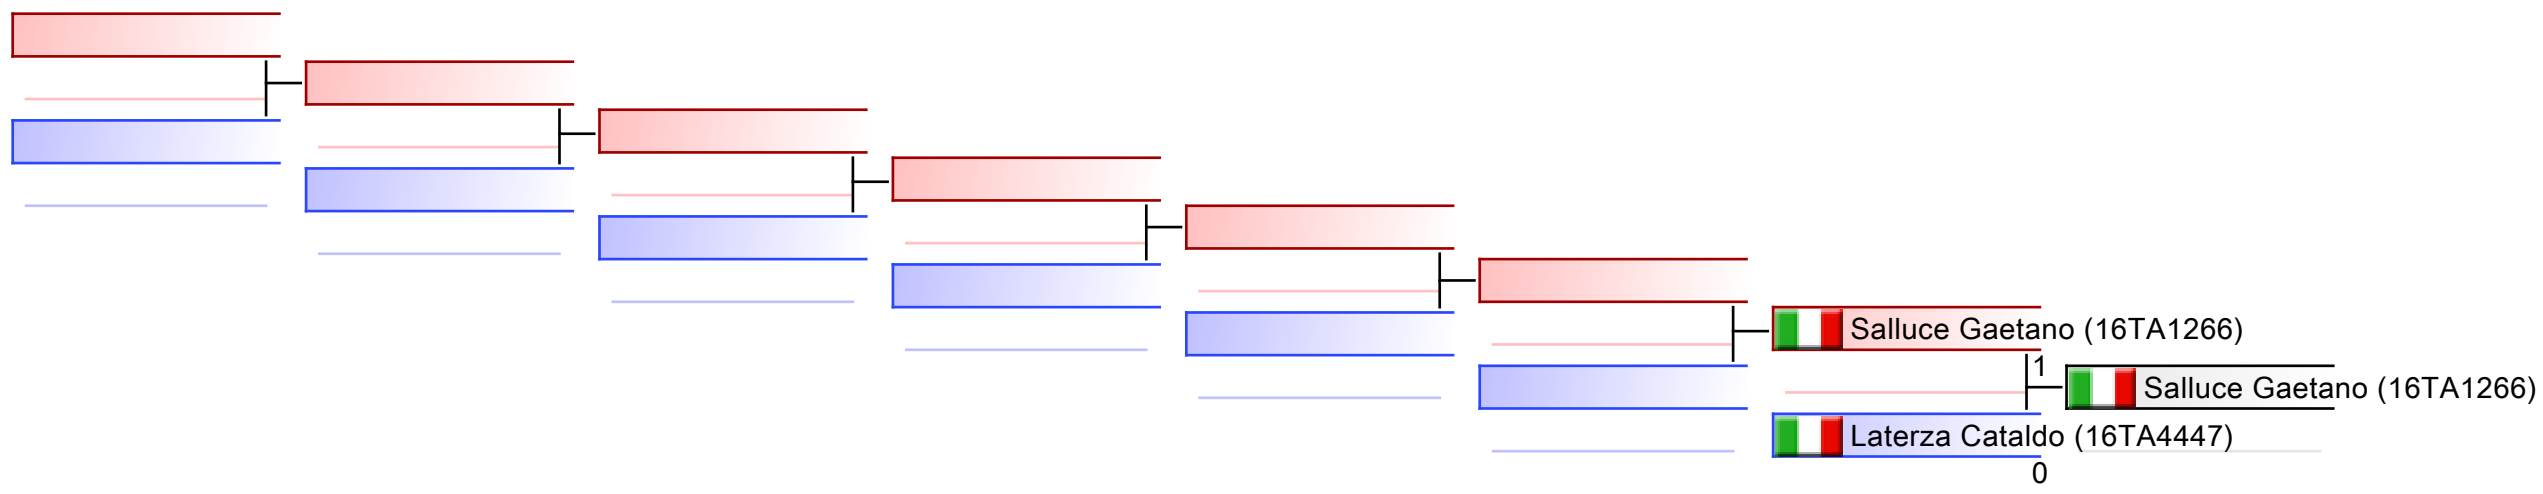 Salluce Gaetano (16TA1266)
1
Salluce Gaetano (16TA1266)
Laterza Cataldo (16TA4447)
0